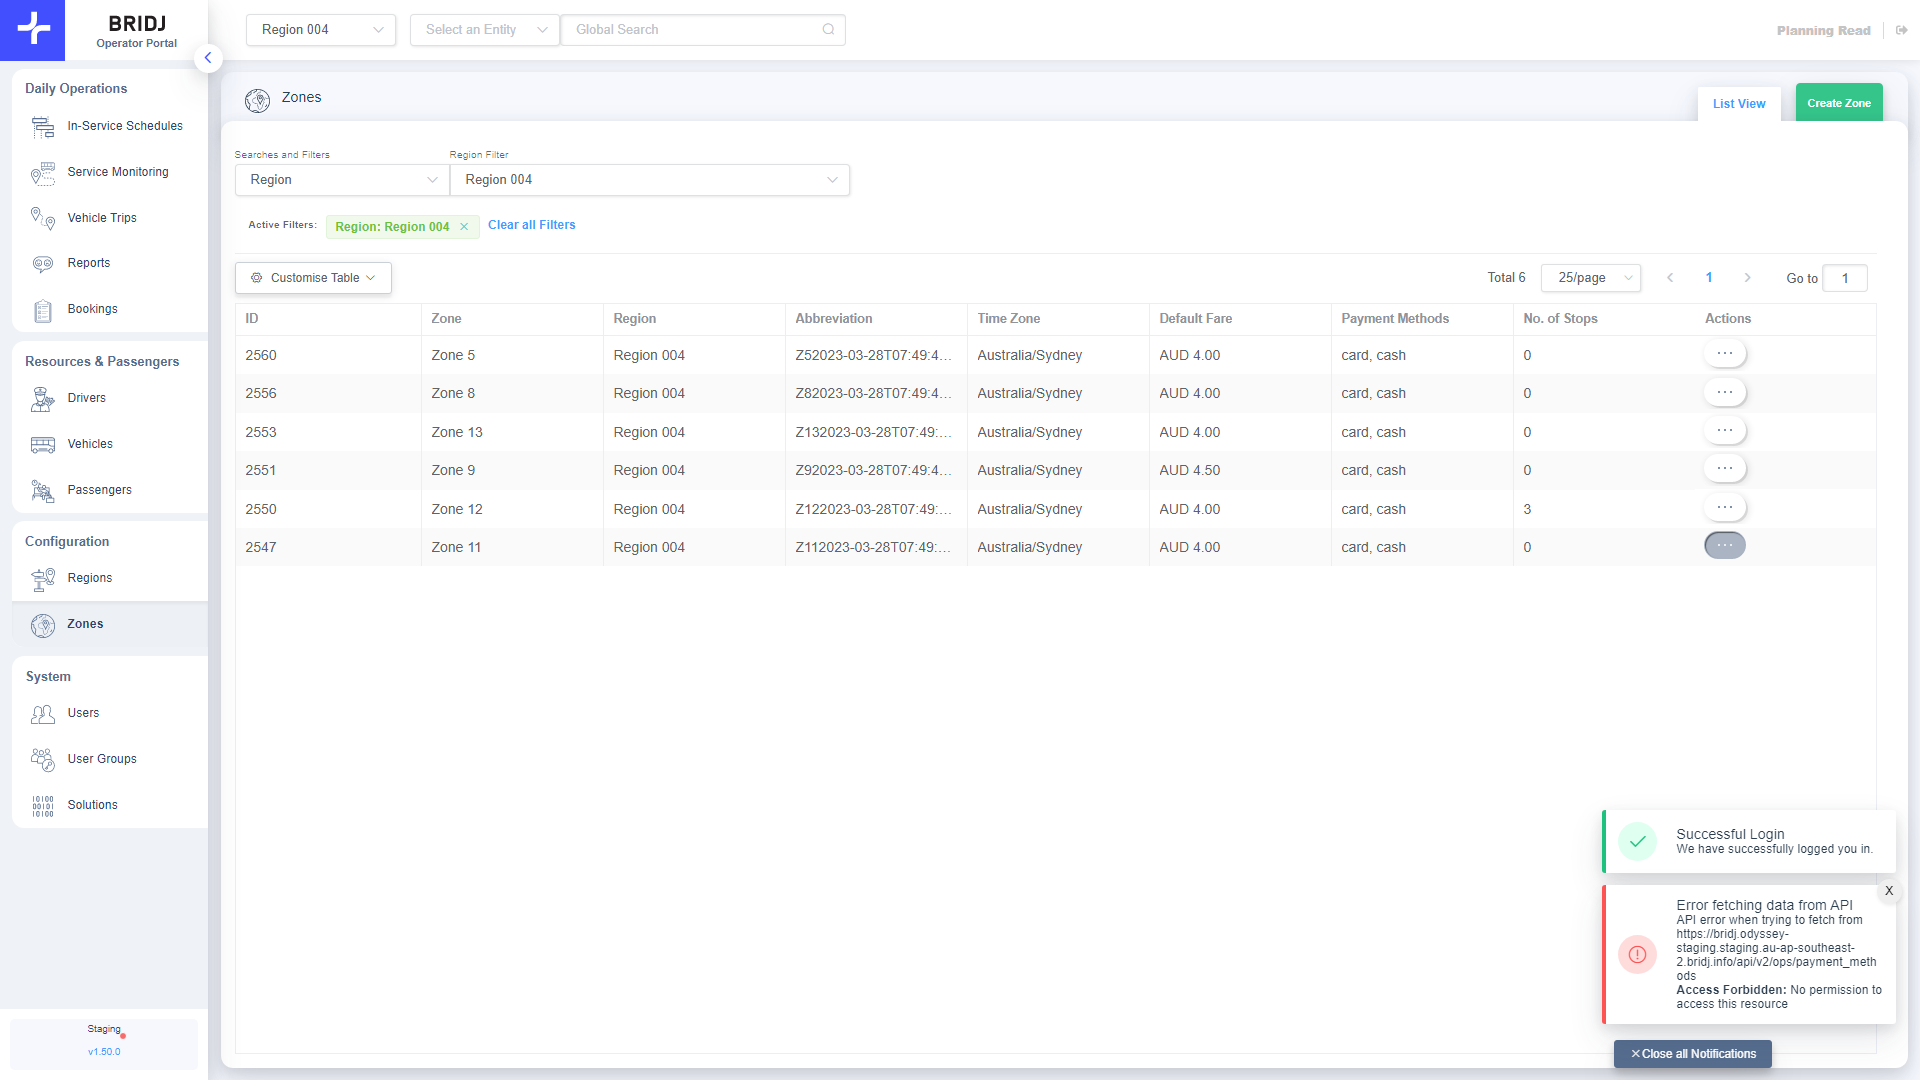 BRIDJ
Operator Portal
Region 004
Select an Entity
Global Search
Planning Read
Daily Operations
In-Service Schedules
Service Monitoring
Vehicle Trips
Reports
Bookings
Resources & Passengers
Drivers
Vehicles
Passengers
Configuration
Regions
Zones
System
Users
User Groups
10100
00101
10100
Solutions
Staging
v1.50.0
Zones
List View
Create Zone
Searches and Filters
Region Filter
Region
Region 004
Active Filters:
Region: Region 004
Clear all Filters
Customise Table
Total 6
25/page
1
Go to
1
ID Zone Region Abbreviation Time Zone Default Fare Payment Methods No. of Stops Actions
2560 Zone 5 Region 004 Z52023-03-28T07:49:4... Australia/Sydney AUD 4.00 card, cash 0 ...
2556 Zone 8 Region 004 Z82023-03-28T07:49:4... Australia/Sydney AUD 4.00 card, cash 0 ...
2553 Zone 13 Region 004 Z132023-03-28T07:49:... Australia/Sydney AUD 4.00 card, cash 0 ...
2551 Zone 9 Region 004 Z92023-03-28T07:49:4... Australia/Sydney AUD 4.50 card, cash 0 ...
2550 Zone 12 Region 004 Z122023-03-28T07:49:... Australia/Sydney AUD 4.00 card, cash 3 ...
2547 Zone 11 Region 004 Z112023-03-28T07:49:... Australia/Sydney AUD 4.00 card, cash 0 ...
Successful Login
We have successfully logged you in.
X
Error fetching data from API
API error when trying to fetch from
https://bridj.odyssey-
staging.staging.au-ap-southeast-
2.bridj.info/api/v2/ops/payment_meth
ods
Access Forbidden: No permission to
access this resource
Close all Notifications